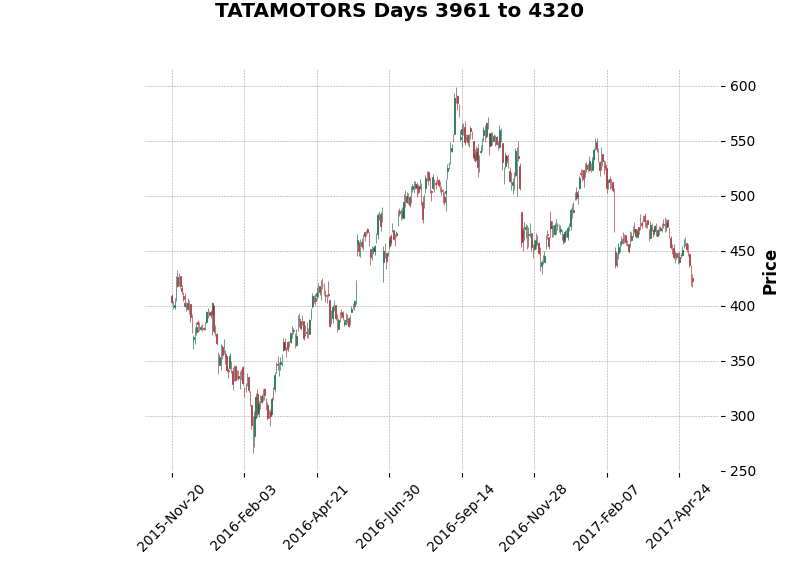 TATAMOTORS Days 3961 to 4320
600
550
500
450
400
350
300
250
Price
2015-Nov-20
2016-Feb-03
2016-Apr-21
2016-Jun-30
2016-Sep-14
2016-Nov-28
2017-Feb-07
2017-Apr-24